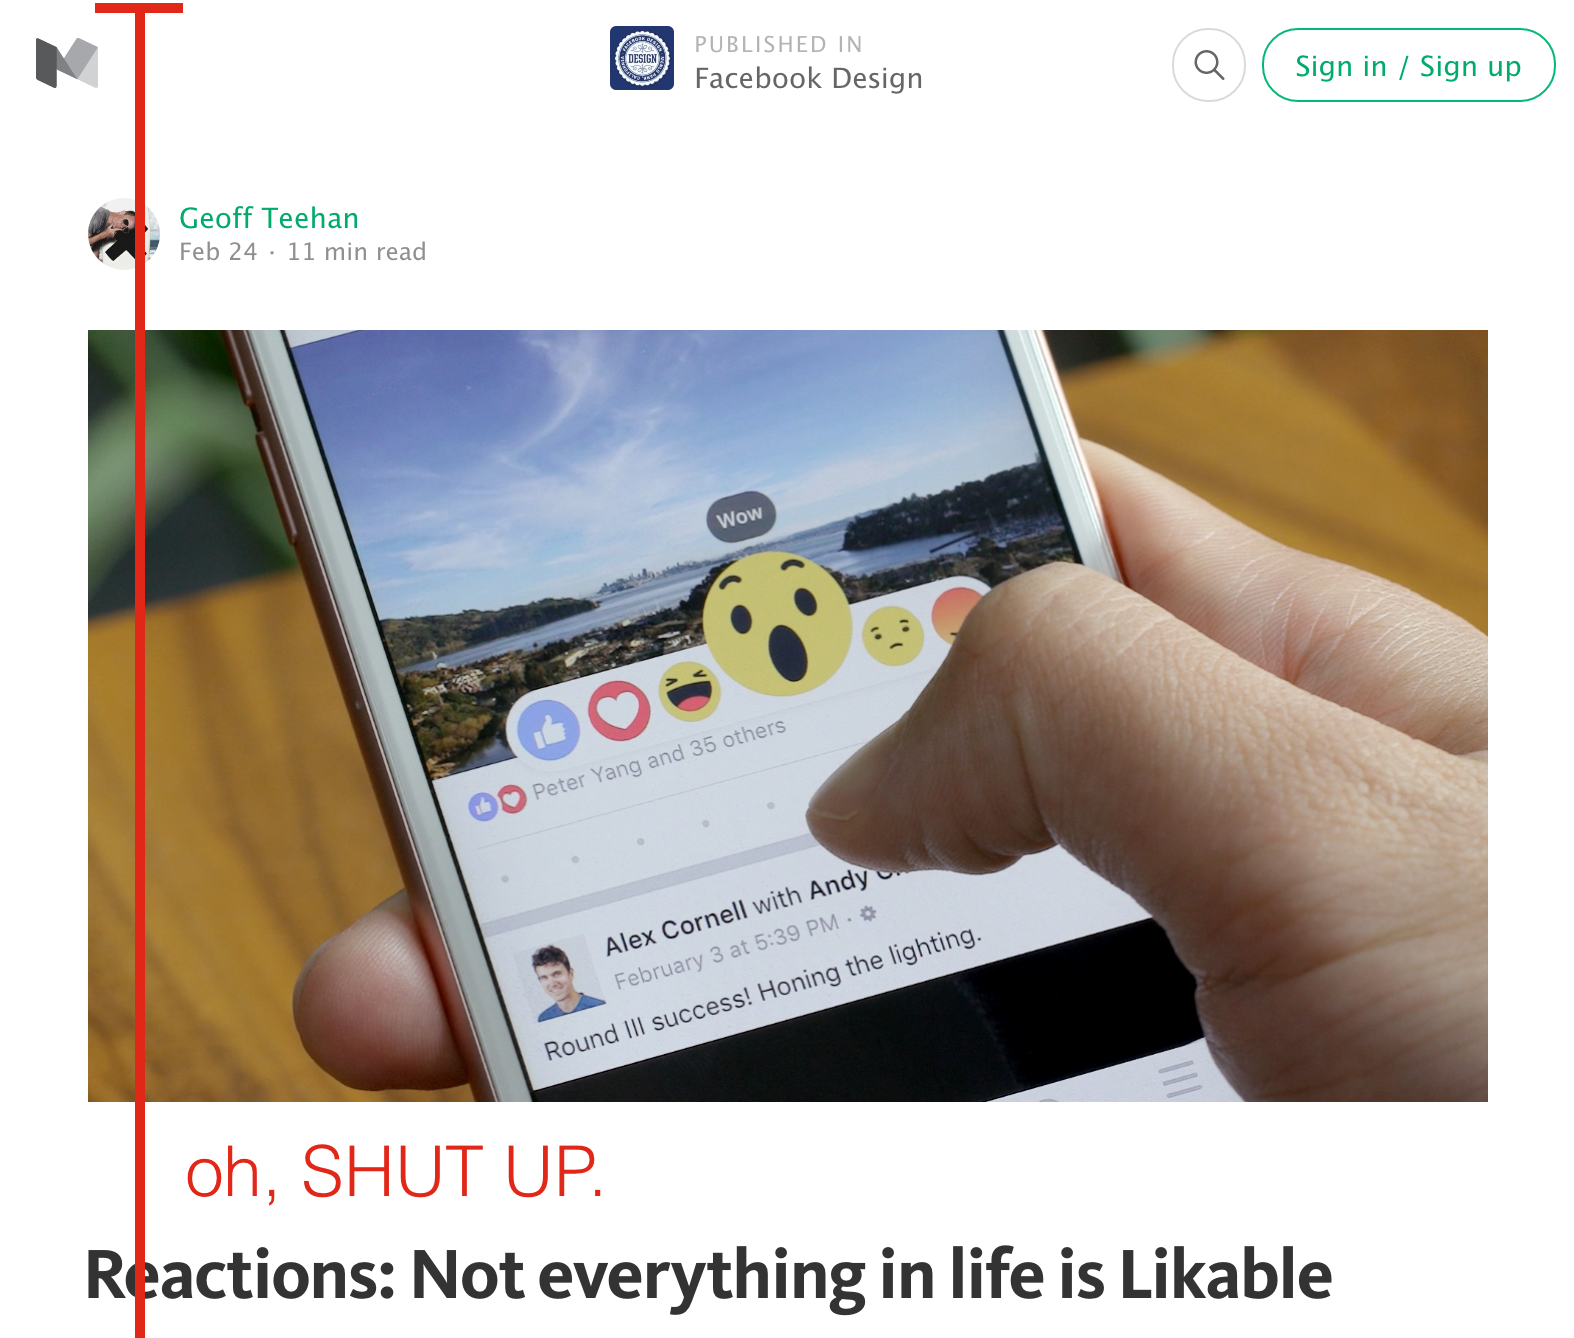 PUBLISHED IN
Facebook Design
DESIGN
Sign in / Sign up
Geoff Teehan
Feb 24 · 11 min read
Wow
Peter Yang and 35 others
Alex Cornell with Andy
February 3 at 5:39 PM ·
Round III success! Honing the lighting.
oh, SHUT UP.
Reactions: Not everything in life is Likable